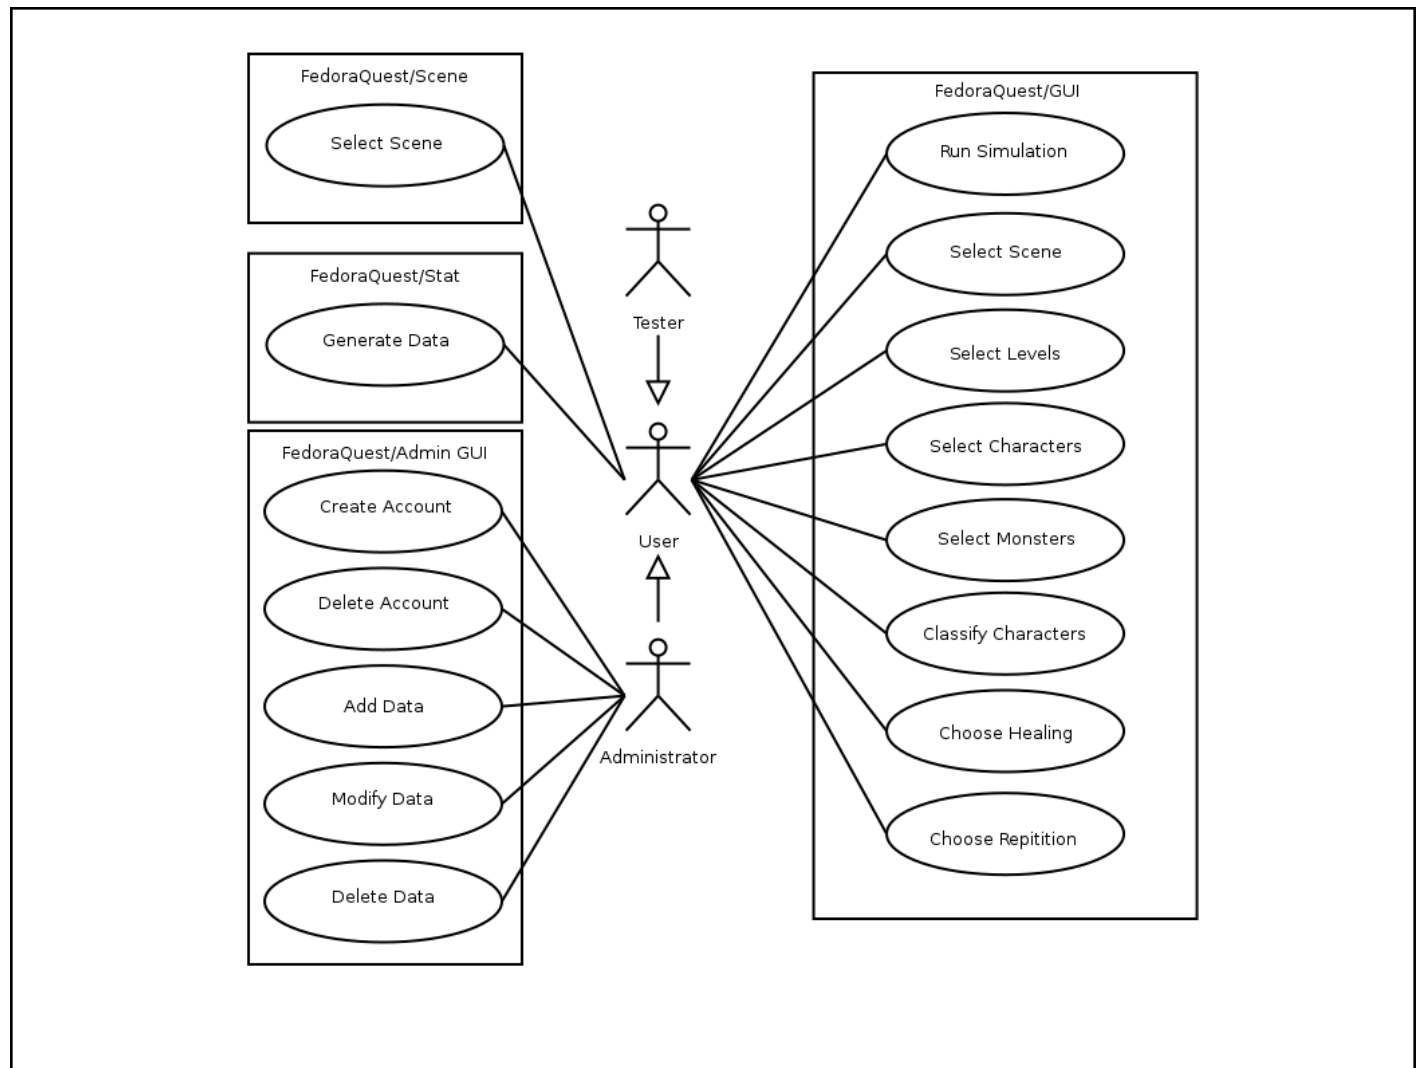 FedoraQuest/Scene
Select Scene
FedoraQuest/Stat
Generate Data
FedoraQuest/Admin GUI
Create Account
Delete Account
Add Data
Modify Data
Delete Data
Tester
User
Administrator
FedoraQuest/GUI
Run Simulation
Select Scene
Select Levels
Select Characters
Select Monsters
Classify Characters
Choose Healing
Choose Repitition